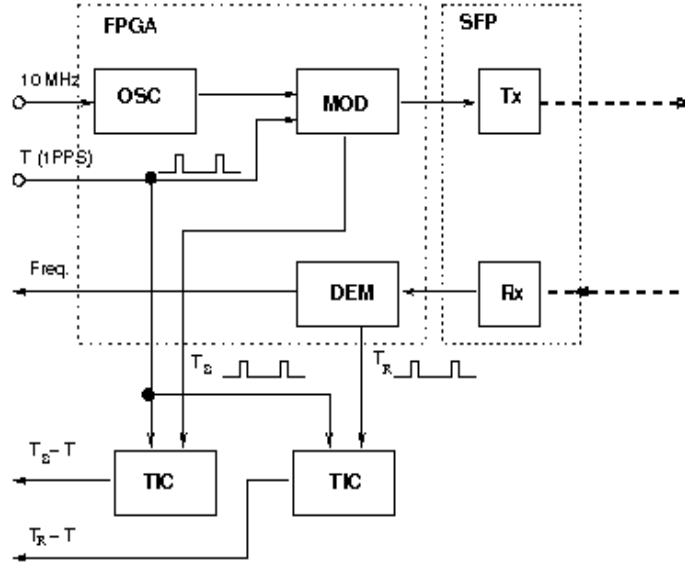 FPGA
SFP
10 MHz
OSC
MOD
Tx
T (1PPS)
Freq.
DEM
Rx
T_S
T_R
T_S – T
TIC
TIC
T_R – T